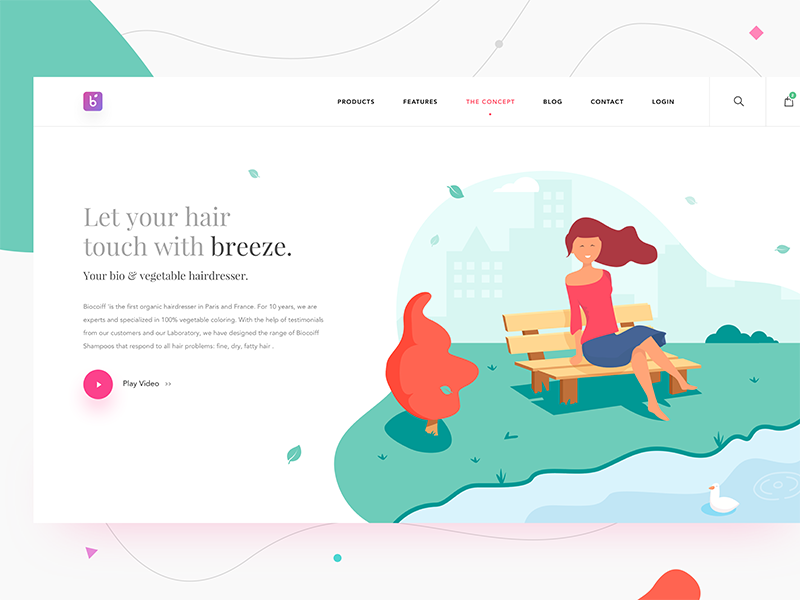 b
PRODUCTS FEATURES THE CONCEPT BLOG CONTACT LOGIN
Let your hair
touch with breeze.
Your bio & vegetable hairdresser.
Biocoiff 'is the first organic hairdresser in Paris and France. For 10 years, we are
experts and specialized in 100% vegetable coloring. With the help of testimonials
from our customers and our Laboratory, we have designed the range of Biocoiff
Shampoos that respond to all hair problems: fine, dry, fatty hair .
Play Video